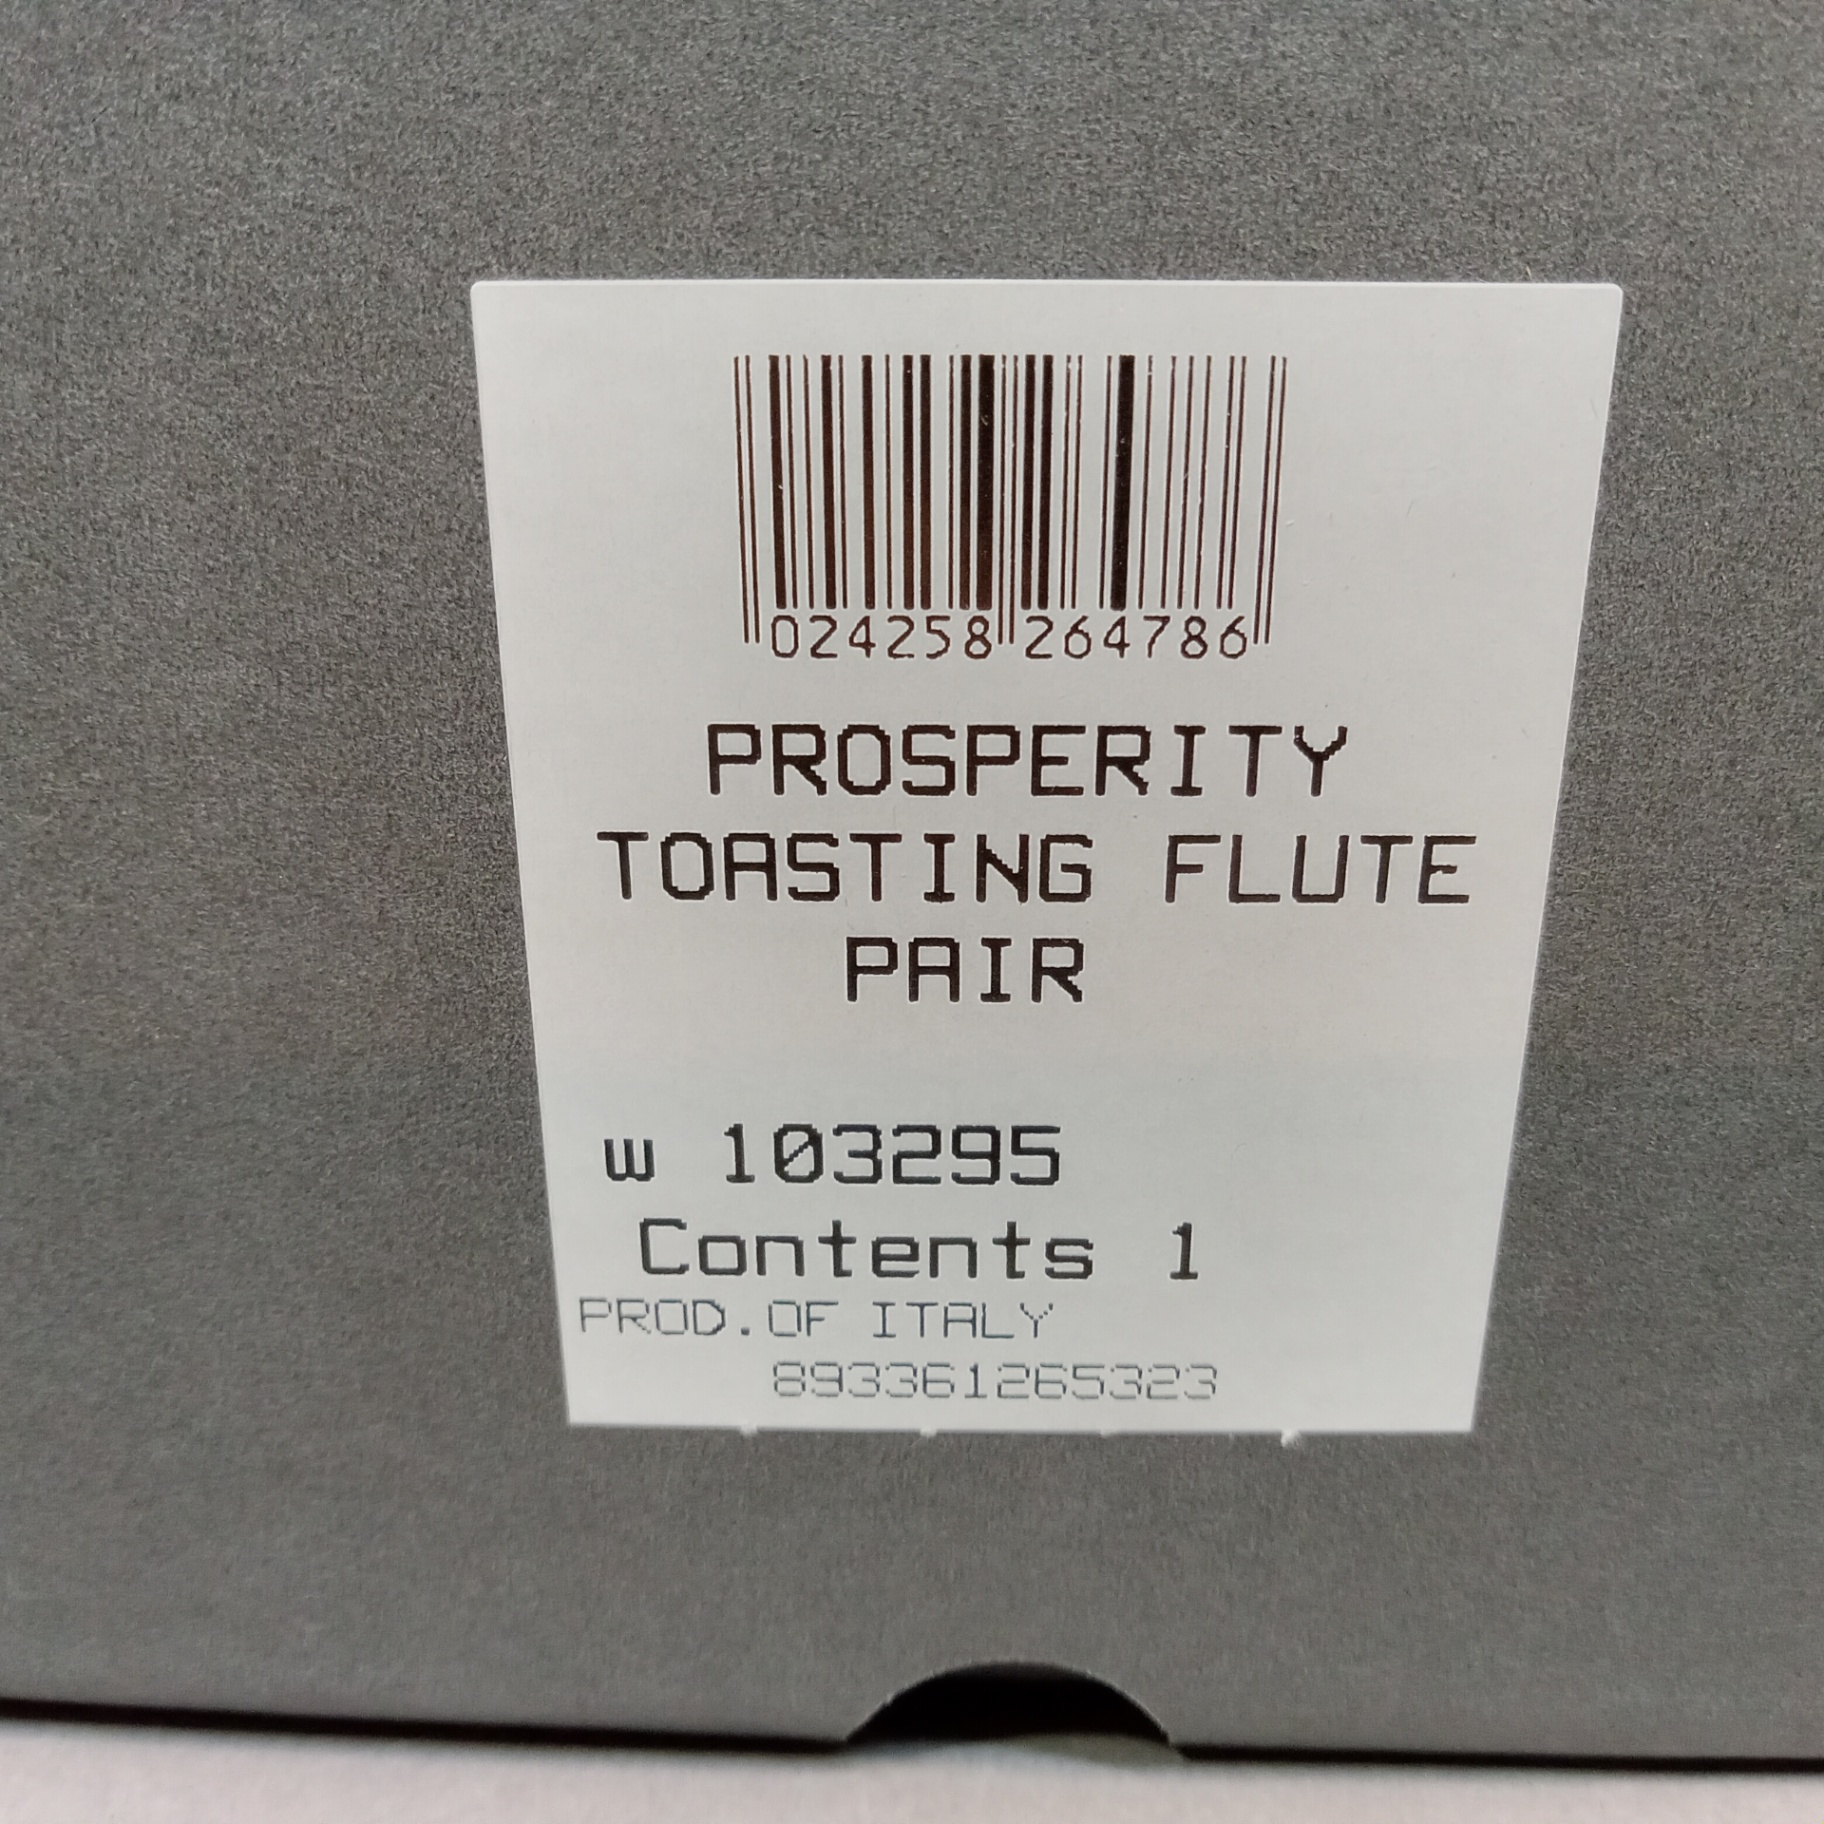 024258 264786
PROSPERITY
TOASTING FLUTE
PAIR
w 103295
Contents 1
PROD.OF ITALY
893361265323